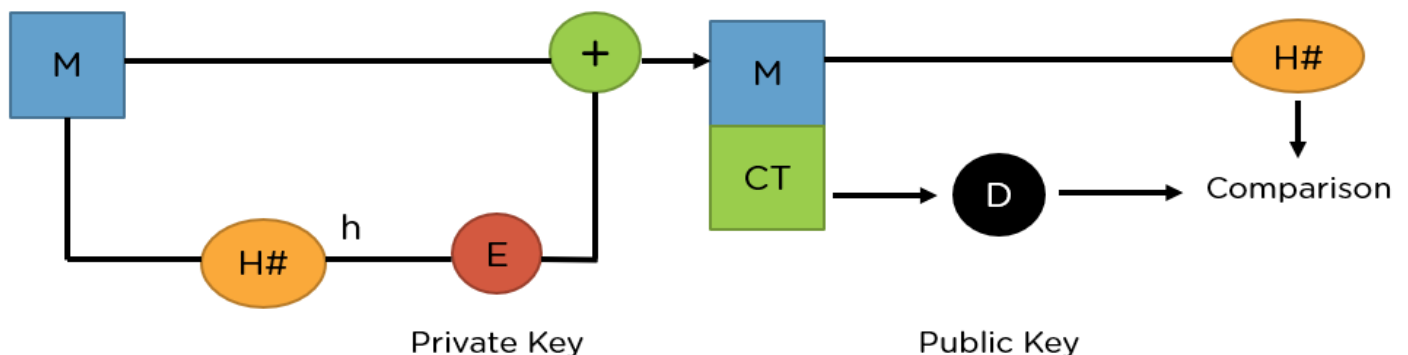 M
+
M
H#
CT
D
Comparison
h
H#
E
Private Key
Public Key